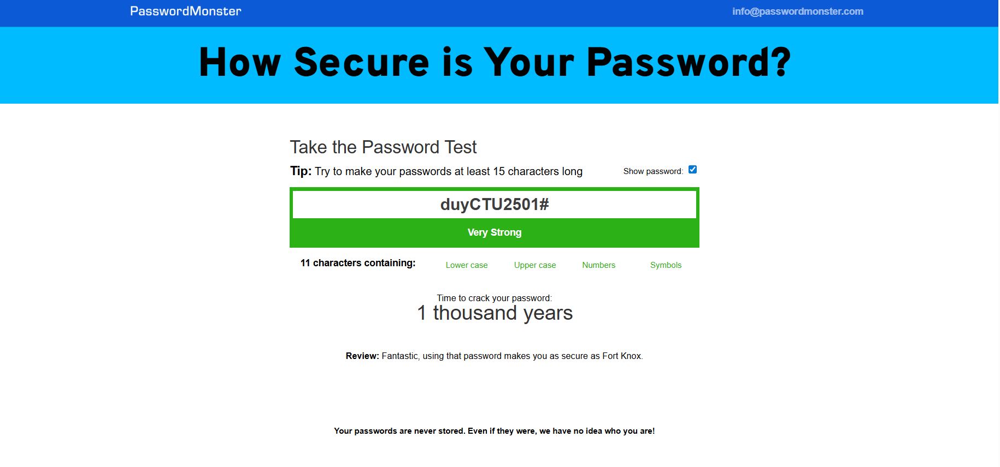 PasswordMonster
info@passwordmonster.com
How Secure is Your Password?
Take the Password Test
Tip: Try to make your passwords at least 15 characters long
Show password:
duyCTU2501#
Very Strong
11 characters containing:
Lower case
Upper case
Numbers
Symbols
Time to crack your password:
1 thousand years
Review: Fantastic, using that password makes you as secure as Fort Knox.
Your passwords are never stored. Even if they were, we have no idea who you are!